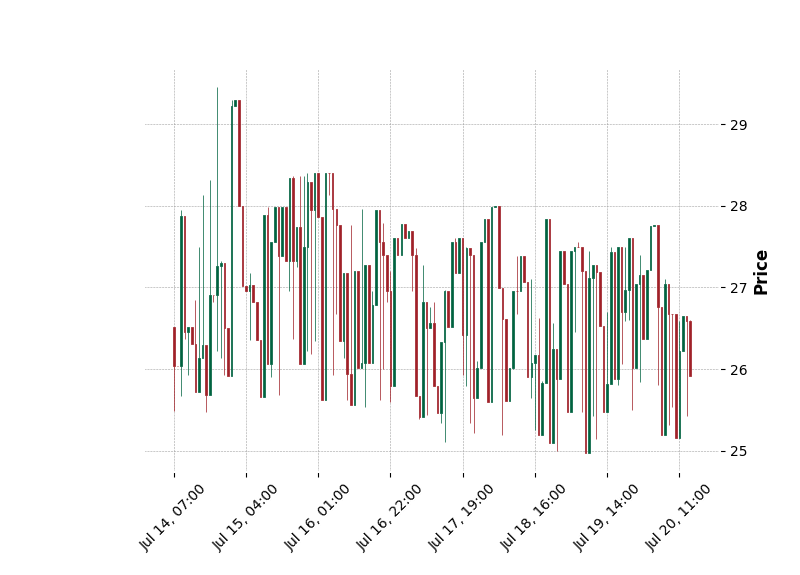 29
28
27
26
25
Price
Jul 14, 07:00
Jul 15, 04:00
Jul 16, 01:00
Jul 16, 22:00
Jul 17, 19:00
Jul 18, 16:00
Jul 19, 14:00
Jul 20, 11:00